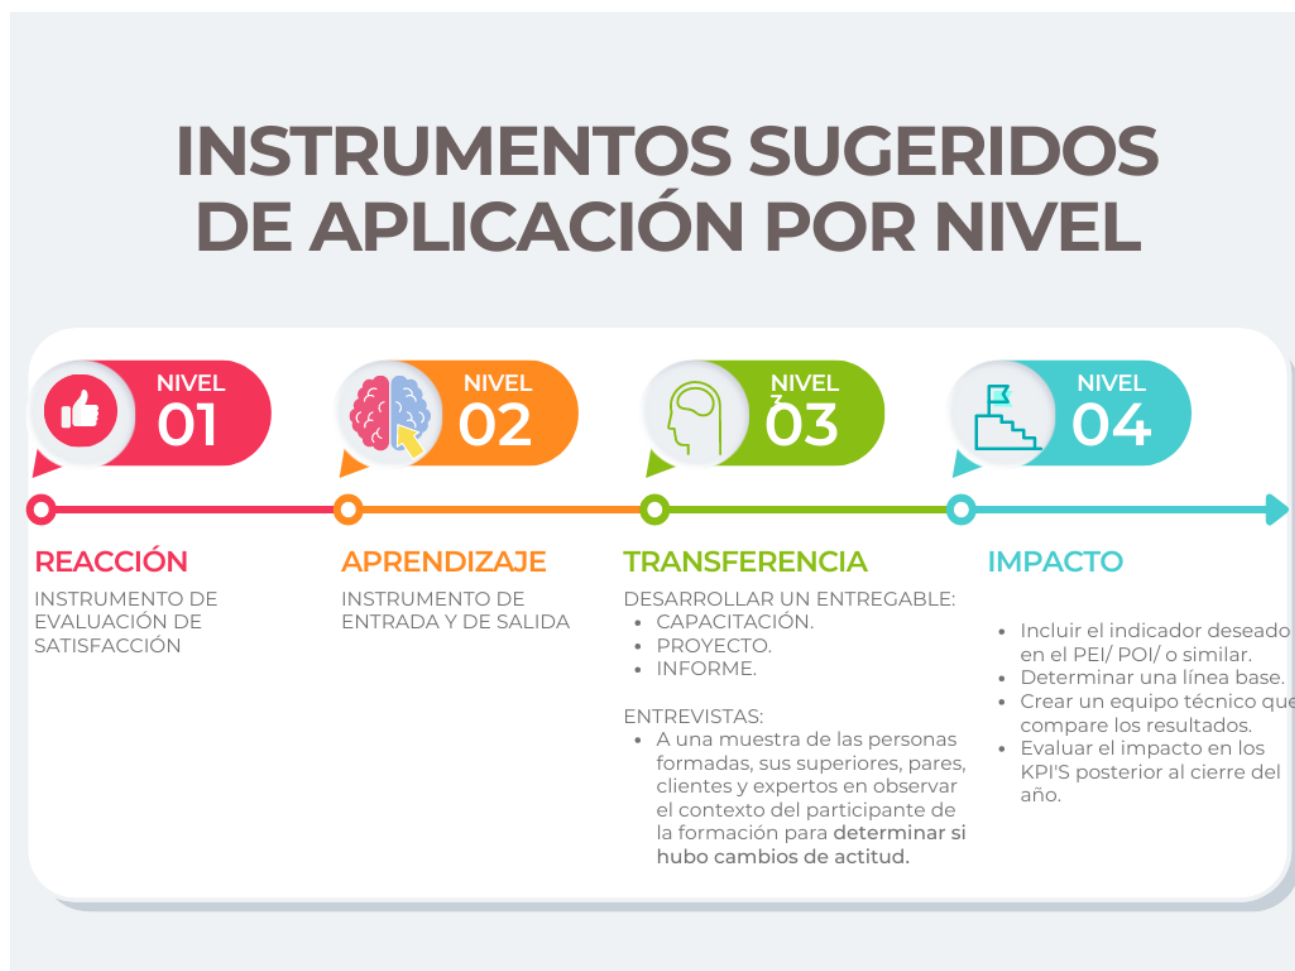 INSTRUMENTOS SUGERIDOS
DE APLICACIÓN POR NIVEL
NIVEL
01
NIVEL
02
NIVEL
3
03
NIVEL
04
REACCIÓN
INSTRUMENTO DE
EVALUACIÓN DE
SATISFACCIÓN
APRENDIZAJE
INSTRUMENTO DE
ENTRADA Y DE SALIDA
TRANSFERENCIA
DESARROLLAR UN ENTREGABLE:
• CAPACITACIÓN.
• PROYECTO.
• INFORME.
ENTREVISTAS:
• A una muestra de las personas
formadas, sus superiores, pares,
clientes y expertos en observar
el contexto del participante de
la formación para determinar si
hubo cambios de actitud.
IMPACTO
• Incluir el indicador deseado
en el PEI/ POI/ o similar.
• Determinar una línea base.
• Crear un equipo técnico que
compare los resultados.
• Evaluar el impacto en los
KPI'S posterior al cierre del
año.